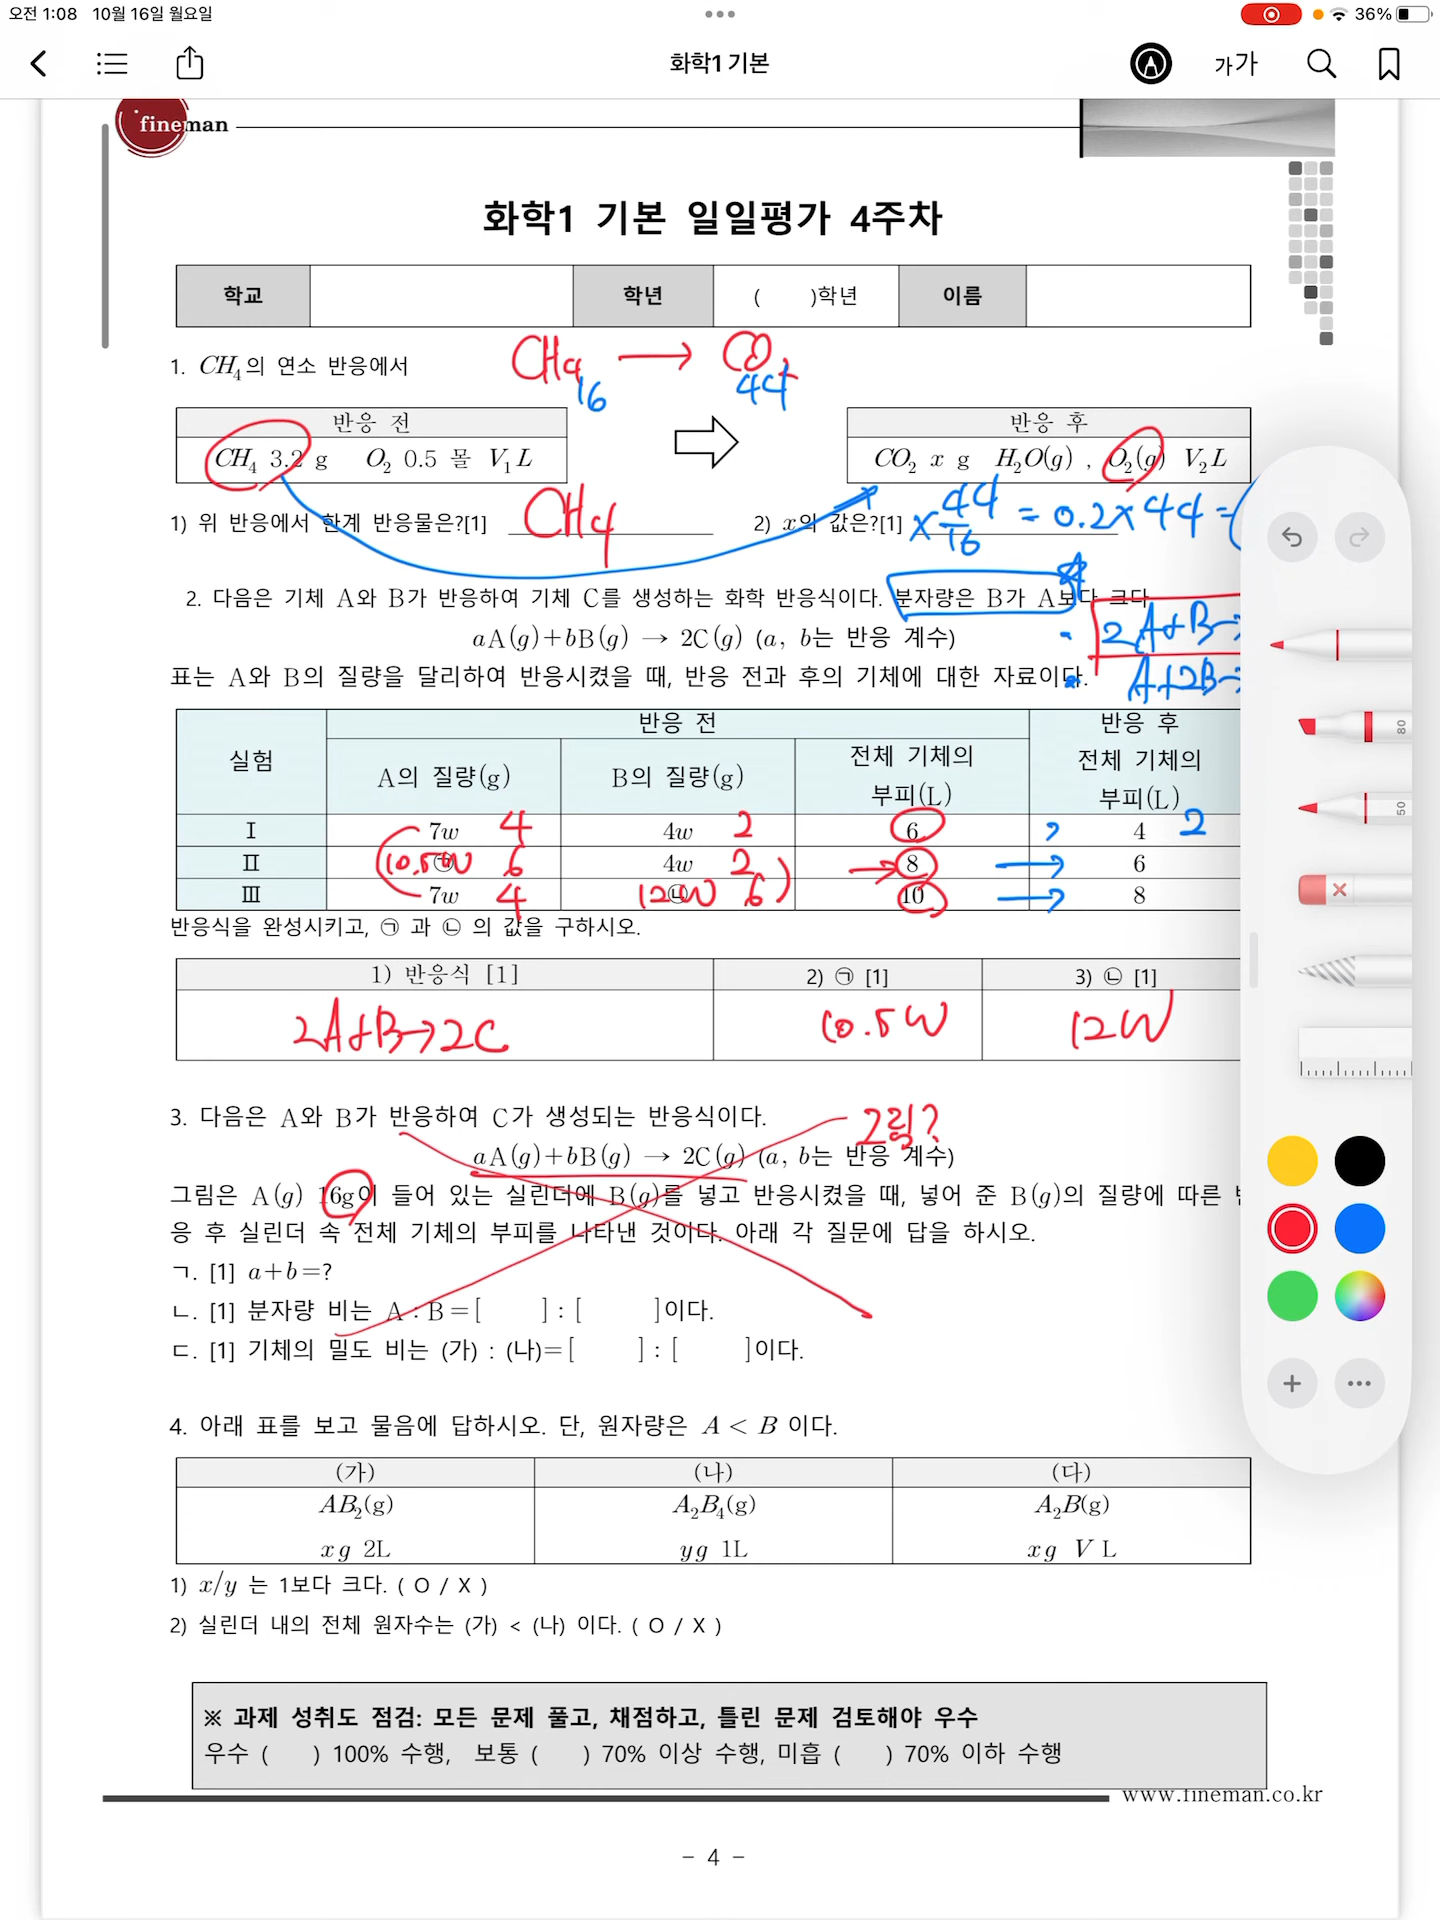 오전 1:08 10월 16일 월요일
36%
화학1 기본
가가
fineman
화학1 기본 일일평가 4주차
학교 학년 ( )학년 이름
CH₄ → CO₂
1. CH₄의 연소 반응에서
16 44
반응 전 반응 후
CH₄ 3.2 g O₂ 0.5 몰 V₁L CO₂ x g H₂O(g) , O₂(g) V₂L
1) 위 반응에서 한계 반응물은?[1] CH₄ 2) x의 값은?[1] × 44/16 = 0.2×44 =
2. 다음은 기체 A와 B가 반응하여 기체 C를 생성하는 화학 반응식이다. 분자량은 B가 A보다 크다
aA(g)+bB(g) → 2C(g) (a, b는 반응 계수) 2A+B→
표는 A와 B의 질량을 달리하여 반응시켰을 때, 반응 전과 후의 기체에 대한 자료이다. A+2B→
실험 반응 전 반응 후
A의 질량(g) B의 질량(g) 전체 기체의 부피(L) 전체 기체의 부피(L)
Ⅰ 7w 4 4w 2 6 4 2
Ⅱ 10.5W ㉠ 6 4w 2 8 6
Ⅲ 7w 4 12W ㉡ 6 10 8
반응식을 완성시키고, ㉠ 과 ㉡ 의 값을 구하시오.
1) 반응식 [1] 2) ㉠ [1] 3) ㉡ [1]
2A+B→2C 10.5W 12W
3. 다음은 A와 B가 반응하여 C가 생성되는 반응식이다. 그림?
aA(g)+bB(g) → 2C(g) (a, b는 반응 계수)
그림은 A(g) 16g이 들어 있는 실린더에 B(g)를 넣고 반응시켰을 때, 넣어 준 B(g)의 질량에 따른
응 후 실린더 속 전체 기체의 부피를 나타낸 것이다. 아래 각 질문에 답을 하시오.
ㄱ. [1] a+b=?
ㄴ. [1] 분자량 비는 A : B=[ ] : [ ]이다.
ㄷ. [1] 기체의 밀도 비는 (가) : (나)=[ ] : [ ]이다.
4. 아래 표를 보고 물음에 답하시오. 단, 원자량은 A < B 이다.
(가) (나) (다)
AB₂(g) A₂B₄(g) A₂B(g)
xg 2L yg 1L xg V L
1) x/y 는 1보다 크다. ( O / X )
2) 실린더 내의 전체 원자수는 (가) < (나) 이다. ( O / X )
※ 과제 성취도 점검: 모든 문제 풀고, 채점하고, 틀린 문제 검토해야 우수
우수 ( ) 100% 수행, 보통 ( ) 70% 이상 수행, 미흡 ( ) 70% 이하 수행
www.fineman.co.kr
- 4 -
80
50